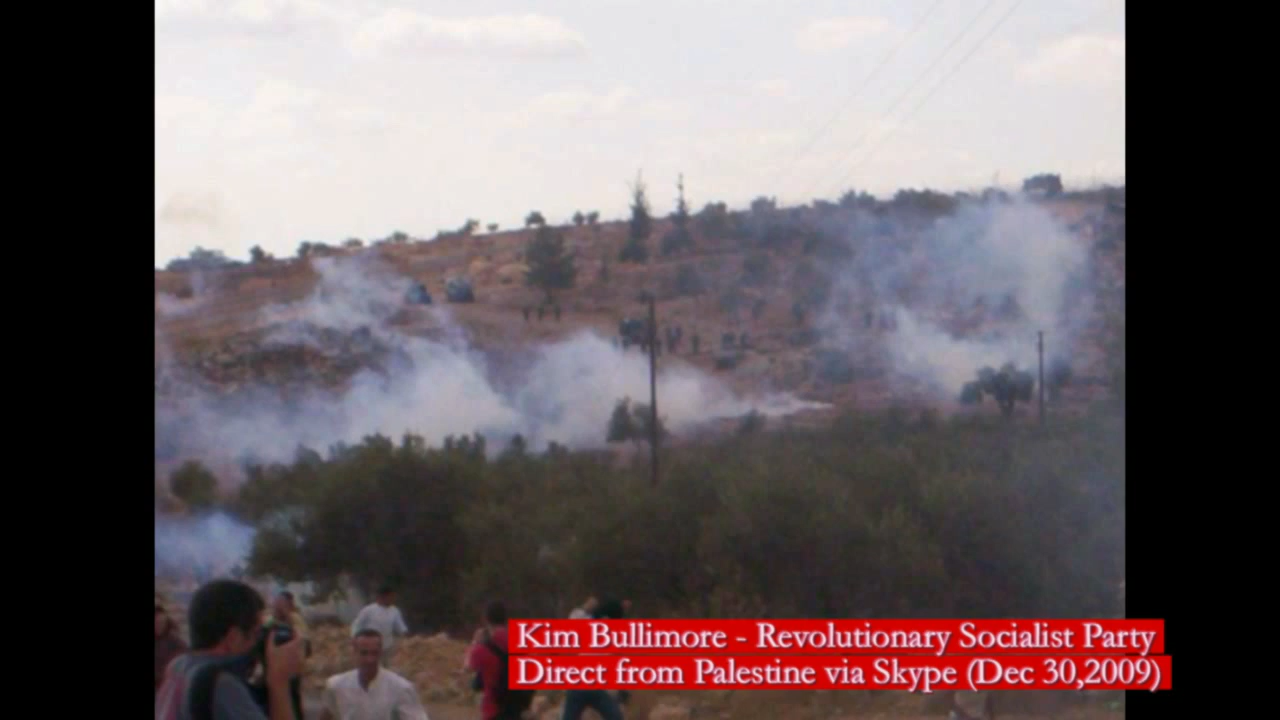 Kim Bullimore - Revolutionary Socialist Party
Direct from Palestine via Skype (Dec 30,2009)